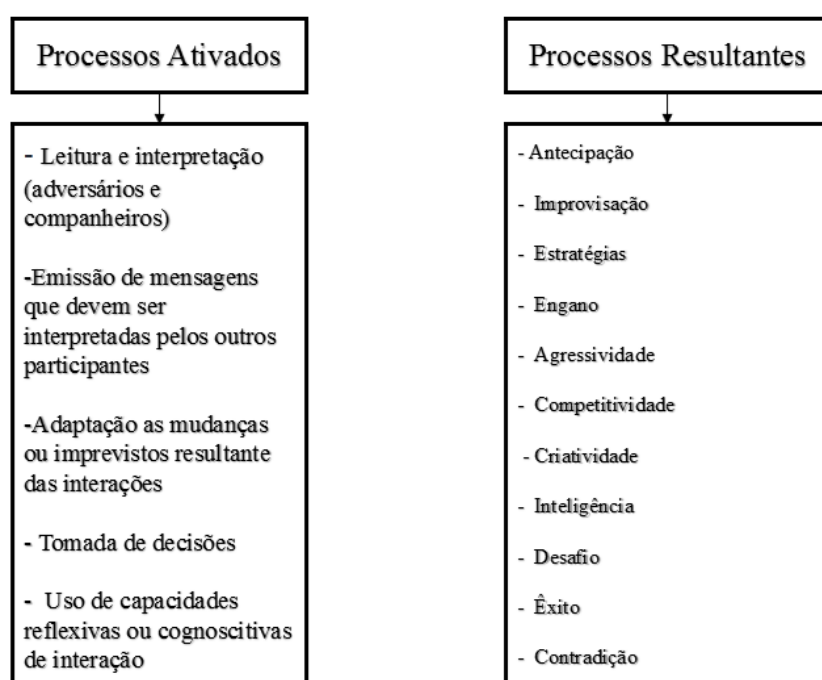 Processos Ativados
- Leitura e interpretação
(adversários e
companheiros)
-Emissão de mensagens
que devem ser
interpretadas pelos outros
participantes
-Adaptação as mudanças
ou imprevistos resultante
das interações
- Tomada de decisões
- Uso de capacidades
reflexivas ou cognoscitivas
de interação
Processos Resultantes
- Antecipação
- Improvisação
- Estratégias
- Engano
- Agressividade
- Competitividade
- Criatividade
- Inteligência
- Desafio
- Êxito
- Contradição